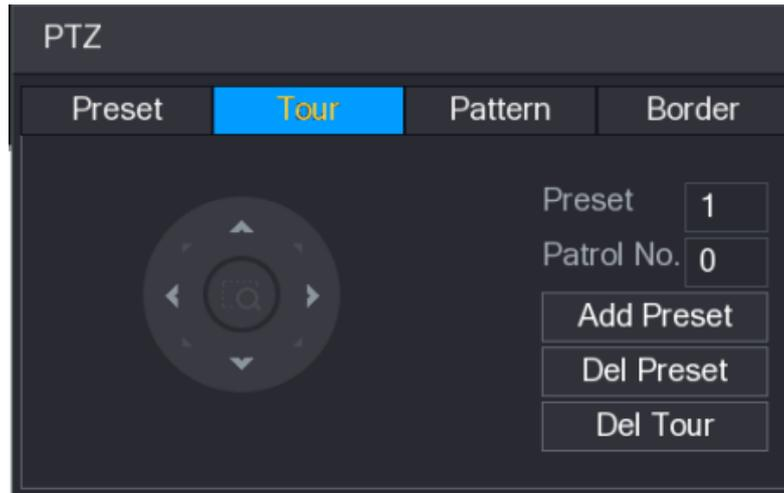 PTZ
Preset Tour Pattern Border
Preset 1
Patrol No. 0
Add Preset
Del Preset
Del Tour